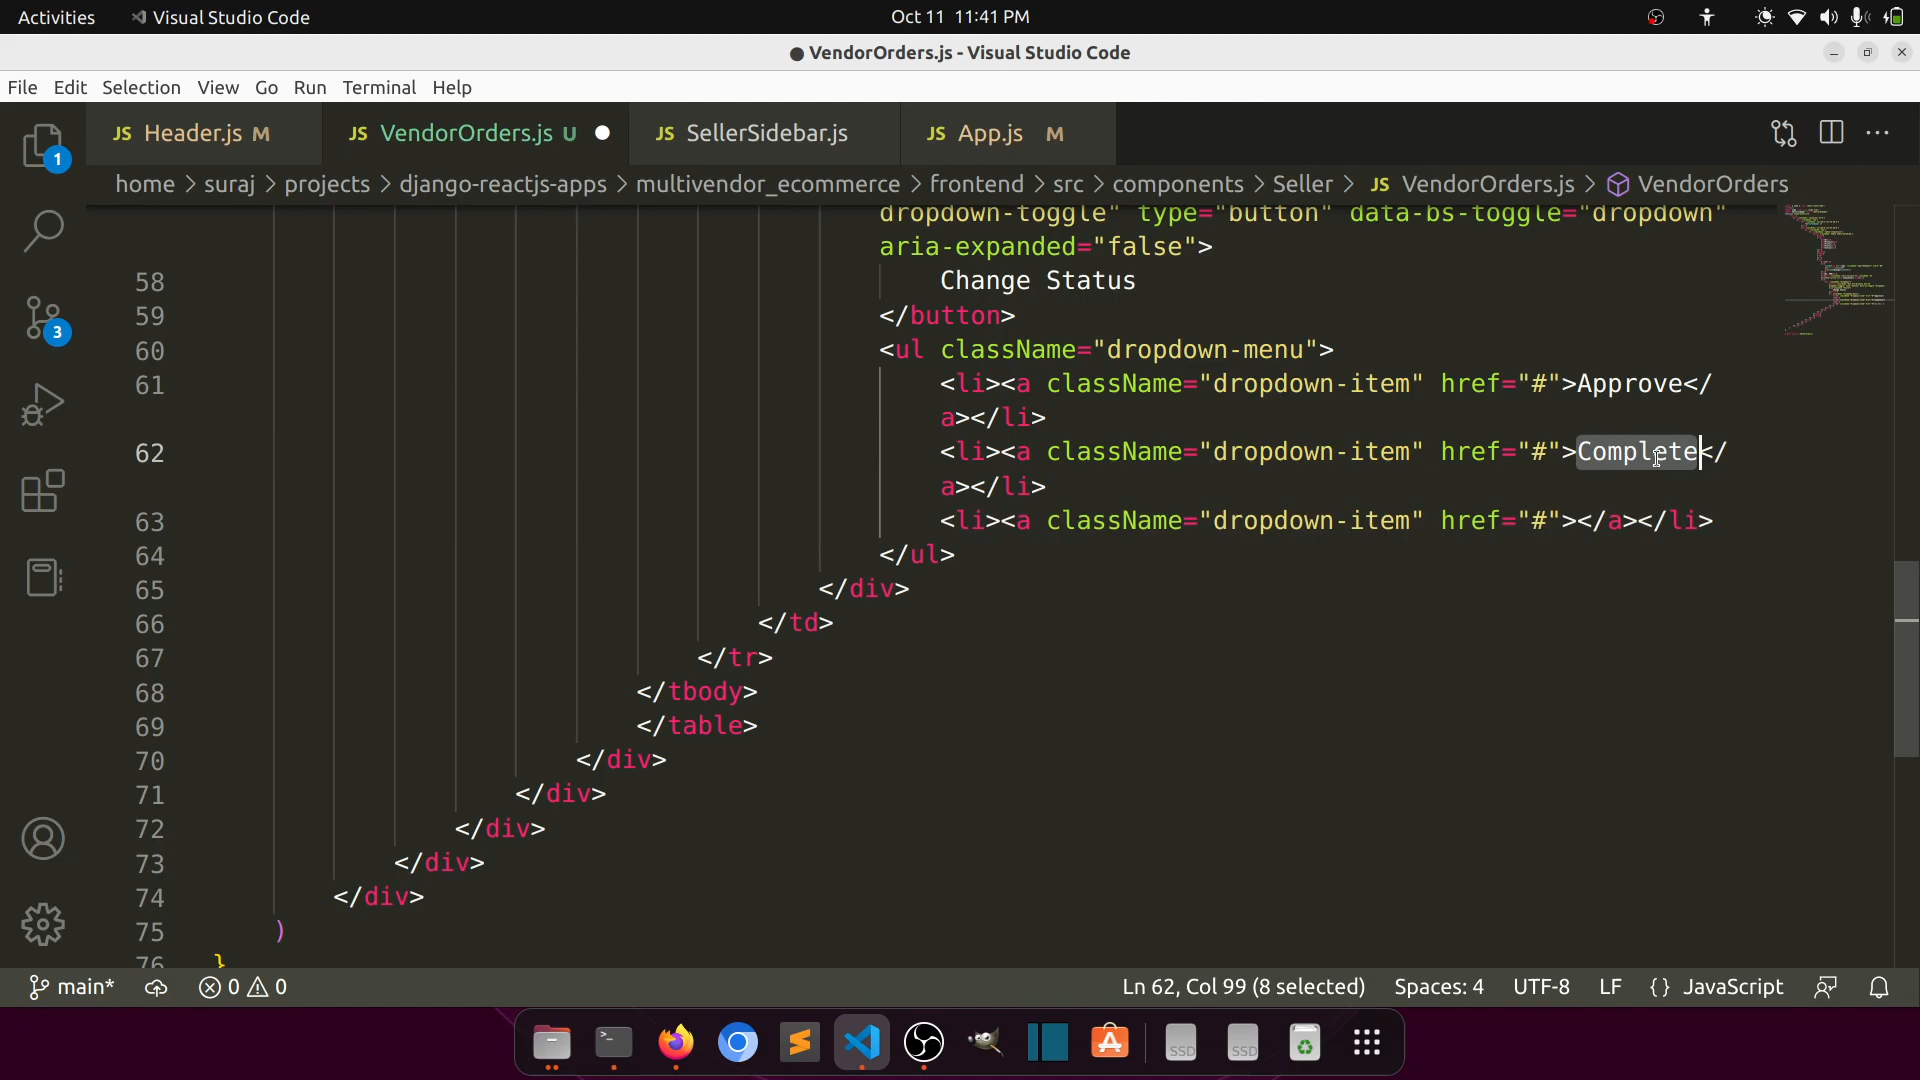 Activities
Visual Studio Code
Oct 11 11:41 PM
● VendorOrders.js - Visual Studio Code
File Edit Selection View Go Run Terminal Help
JS Header.js M
JS VendorOrders.js U
JS SellerSidebar.js
JS App.js M
home > suraj > projects > django-reactjs-apps > multivendor_ecommerce > frontend > src > components > Seller > JS VendorOrders.js > VendorOrders
dropdown-toggle" type="button" data-bs-toggle="dropdown"
aria-expanded="false">
58 Change Status
59 </button>
60 <ul className="dropdown-menu">
61 <li><a className="dropdown-item" href="#">Approve</
a></li>
62 <li><a className="dropdown-item" href="#">Complete</
a></li>
63 <li><a className="dropdown-item" href="#"></a></li>
64 </ul>
65 </div>
66 </td>
67 </tr>
68 </tbody>
69 </table>
70 </div>
71 </div>
72 </div>
73 </div>
74 </div>
75 )
76 }
1
3
main*
0 0
Ln 62, Col 99 (8 selected)
Spaces: 4
UTF-8
LF
{ } JavaScript
SSD
SSD